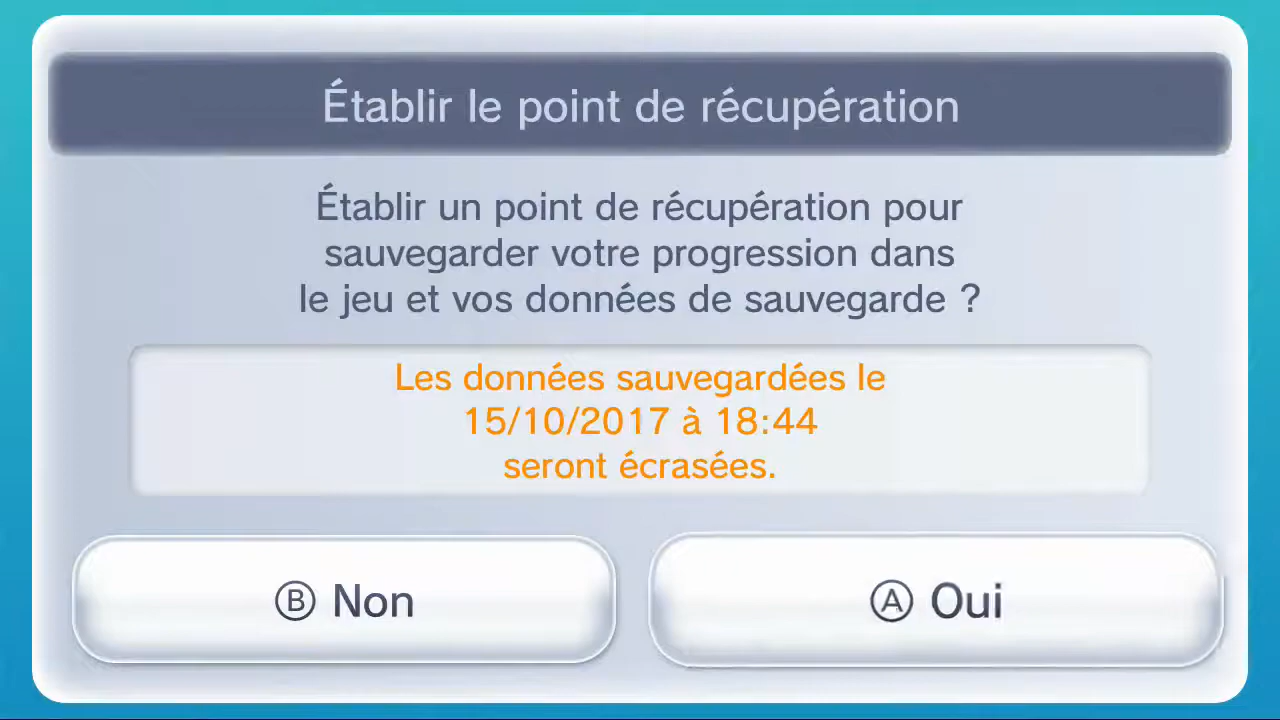 Établir le point de récupération
Établir un point de récupération pour
sauvegarder votre progression dans
le jeu et vos données de sauvegarde ?
Les données sauvegardées le
15/10/2017 à 18:44
seront écrasées.
Ⓑ Non
Ⓐ Oui